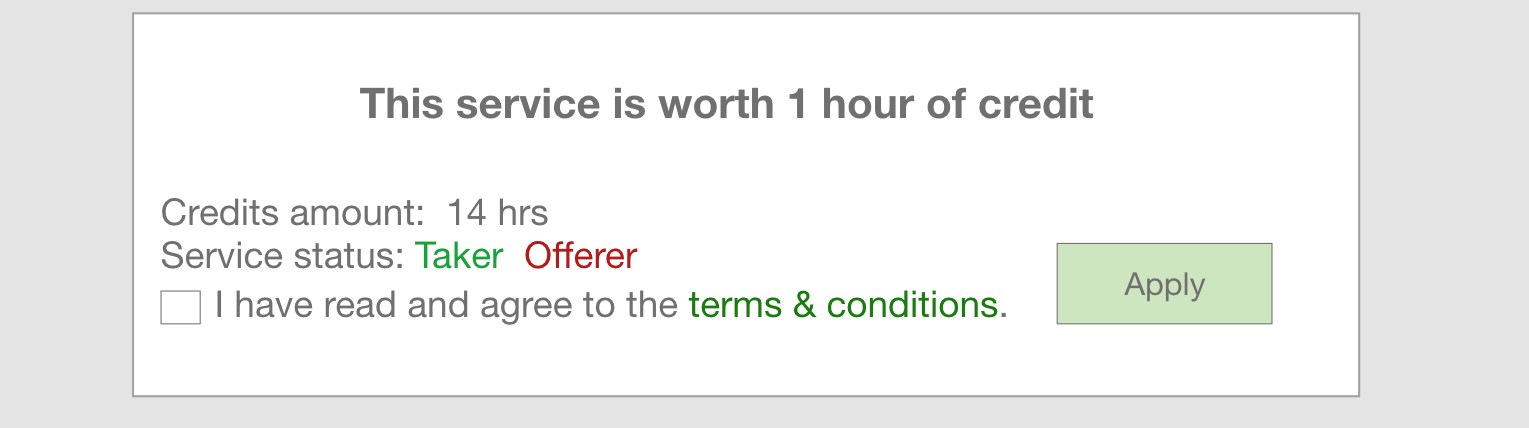 This service is worth 1 hour of credit
Credits amount: 14 hrs
Service status: Taker Offerer
I have read and agree to the terms & conditions.
Apply